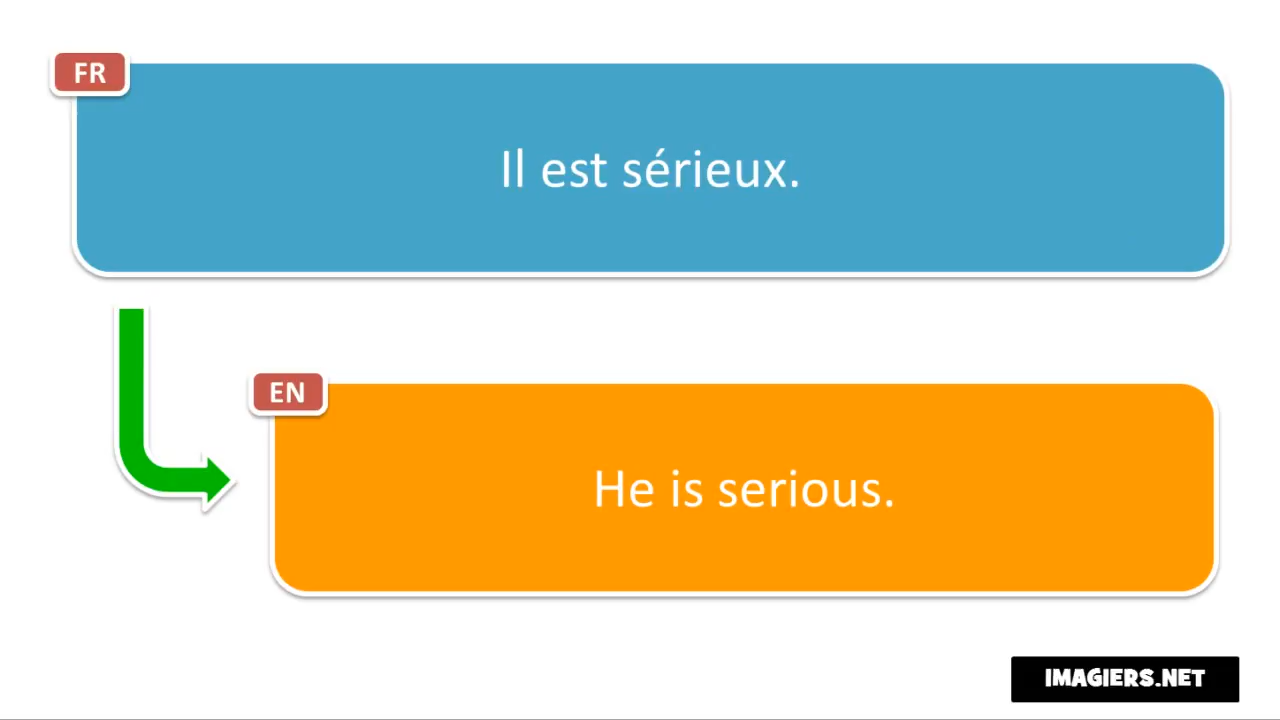 FR
Il est sérieux.
EN
He is serious.
IMAGIERS.NET